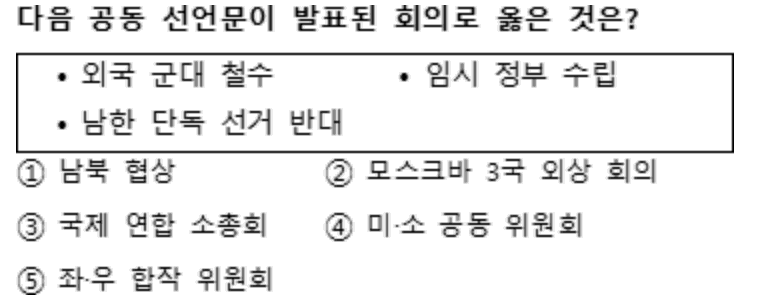 다음 공동 선언문이 발표된 회의로 옳은 것은?
• 외국 군대 철수 • 임시 정부 수립
• 남한 단독 선거 반대
① 남북 협상 ② 모스크바 3국 외상 회의
③ 국제 연합 소총회 ④ 미·소 공동 위원회
⑤ 좌·우 합작 위원회